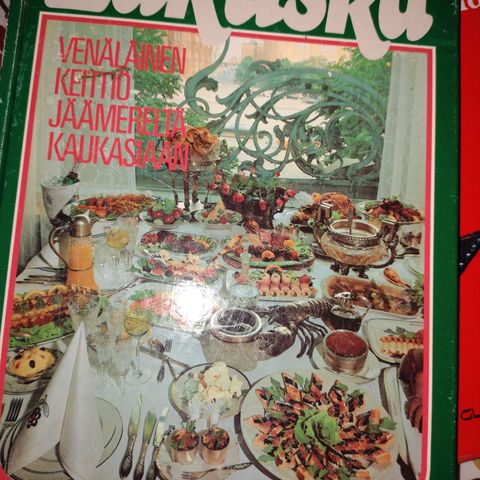 Zakuska
VENÄLÄINEN
KEITTIÖ
JÄÄMERELTÄ
KAUKASIAAN